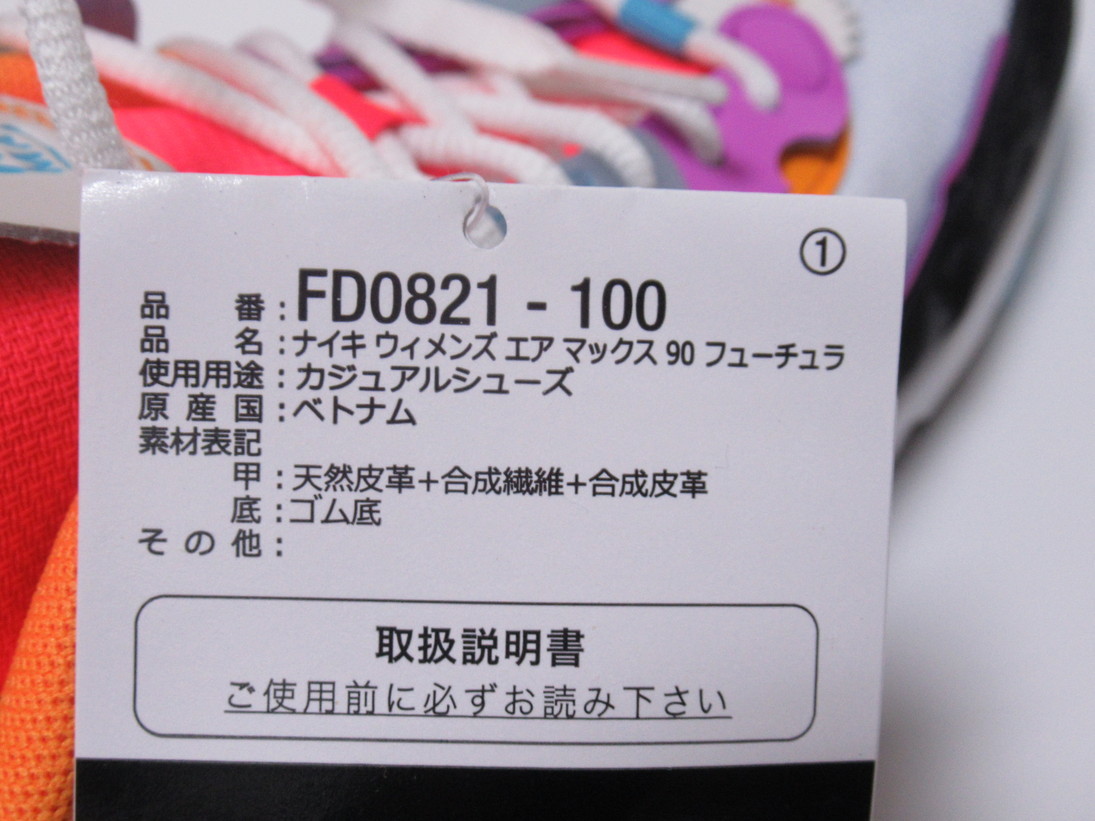 ①
品番:FD0821 - 100
品名:ナイキ ウィメンズ エア マックス 90 フューチュラ
使用用途:カジュアルシューズ
原産国:ベトナム
素材表記
甲:天然皮革+合成繊維+合成皮革
底:ゴム底
その他:
取扱説明書
ご使用前に必ずお読み下さい